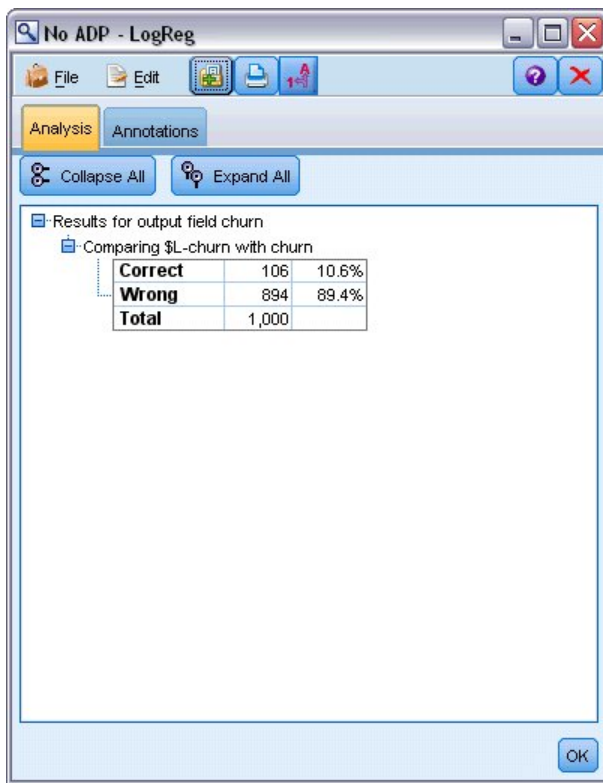 No ADP - LogReg
File Edit
Analysis Annotations
Collapse All Expand All
Results for output field churn
Comparing $L-churn with churn
Correct 106 10.6%
Wrong 894 89.4%
Total 1,000
OK